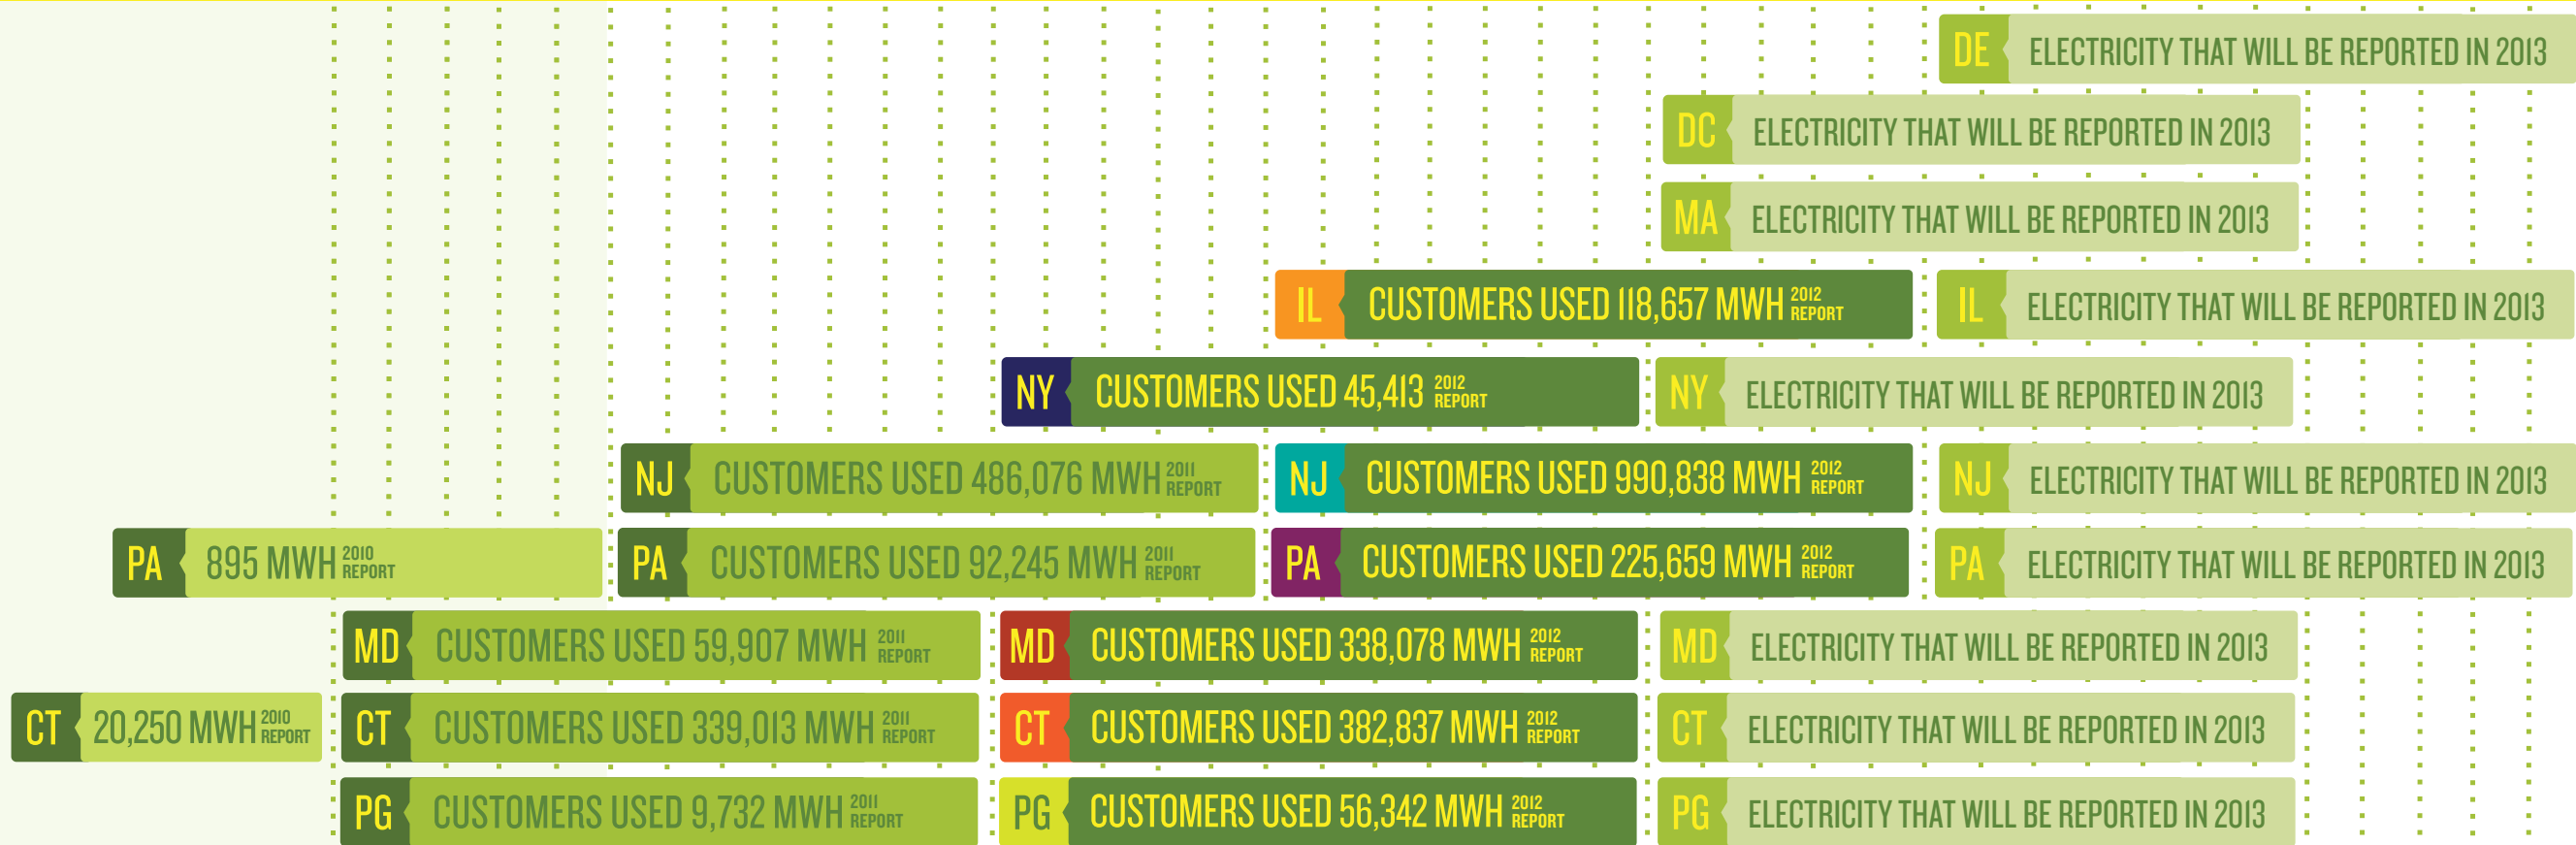 DE ELECTRICITY THAT WILL BE REPORTED IN 2013
DC ELECTRICITY THAT WILL BE REPORTED IN 2013
MA ELECTRICITY THAT WILL BE REPORTED IN 2013
IL CUSTOMERS USED 118,657 MWH 2012 REPORT IL ELECTRICITY THAT WILL BE REPORTED IN 2013
NY CUSTOMERS USED 45,413 2012 REPORT NY ELECTRICITY THAT WILL BE REPORTED IN 2013
NJ CUSTOMERS USED 486,076 MWH 2011 REPORT NJ CUSTOMERS USED 990,838 MWH 2012 REPORT NJ ELECTRICITY THAT WILL BE REPORTED IN 2013
PA 895 MWH 2010 REPORT PA CUSTOMERS USED 92,245 MWH 2011 REPORT PA CUSTOMERS USED 225,659 MWH 2012 REPORT PA ELECTRICITY THAT WILL BE REPORTED IN 2013
MD CUSTOMERS USED 59,907 MWH 2011 REPORT MD CUSTOMERS USED 338,078 MWH 2012 REPORT MD ELECTRICITY THAT WILL BE REPORTED IN 2013
CT 20,250 MWH 2010 REPORT CT CUSTOMERS USED 339,013 MWH 2011 REPORT CT CUSTOMERS USED 382,837 MWH 2012 REPORT CT ELECTRICITY THAT WILL BE REPORTED IN 2013
PG CUSTOMERS USED 9,732 MWH 2011 REPORT PG CUSTOMERS USED 56,342 MWH 2012 REPORT PG ELECTRICITY THAT WILL BE REPORTED IN 2013